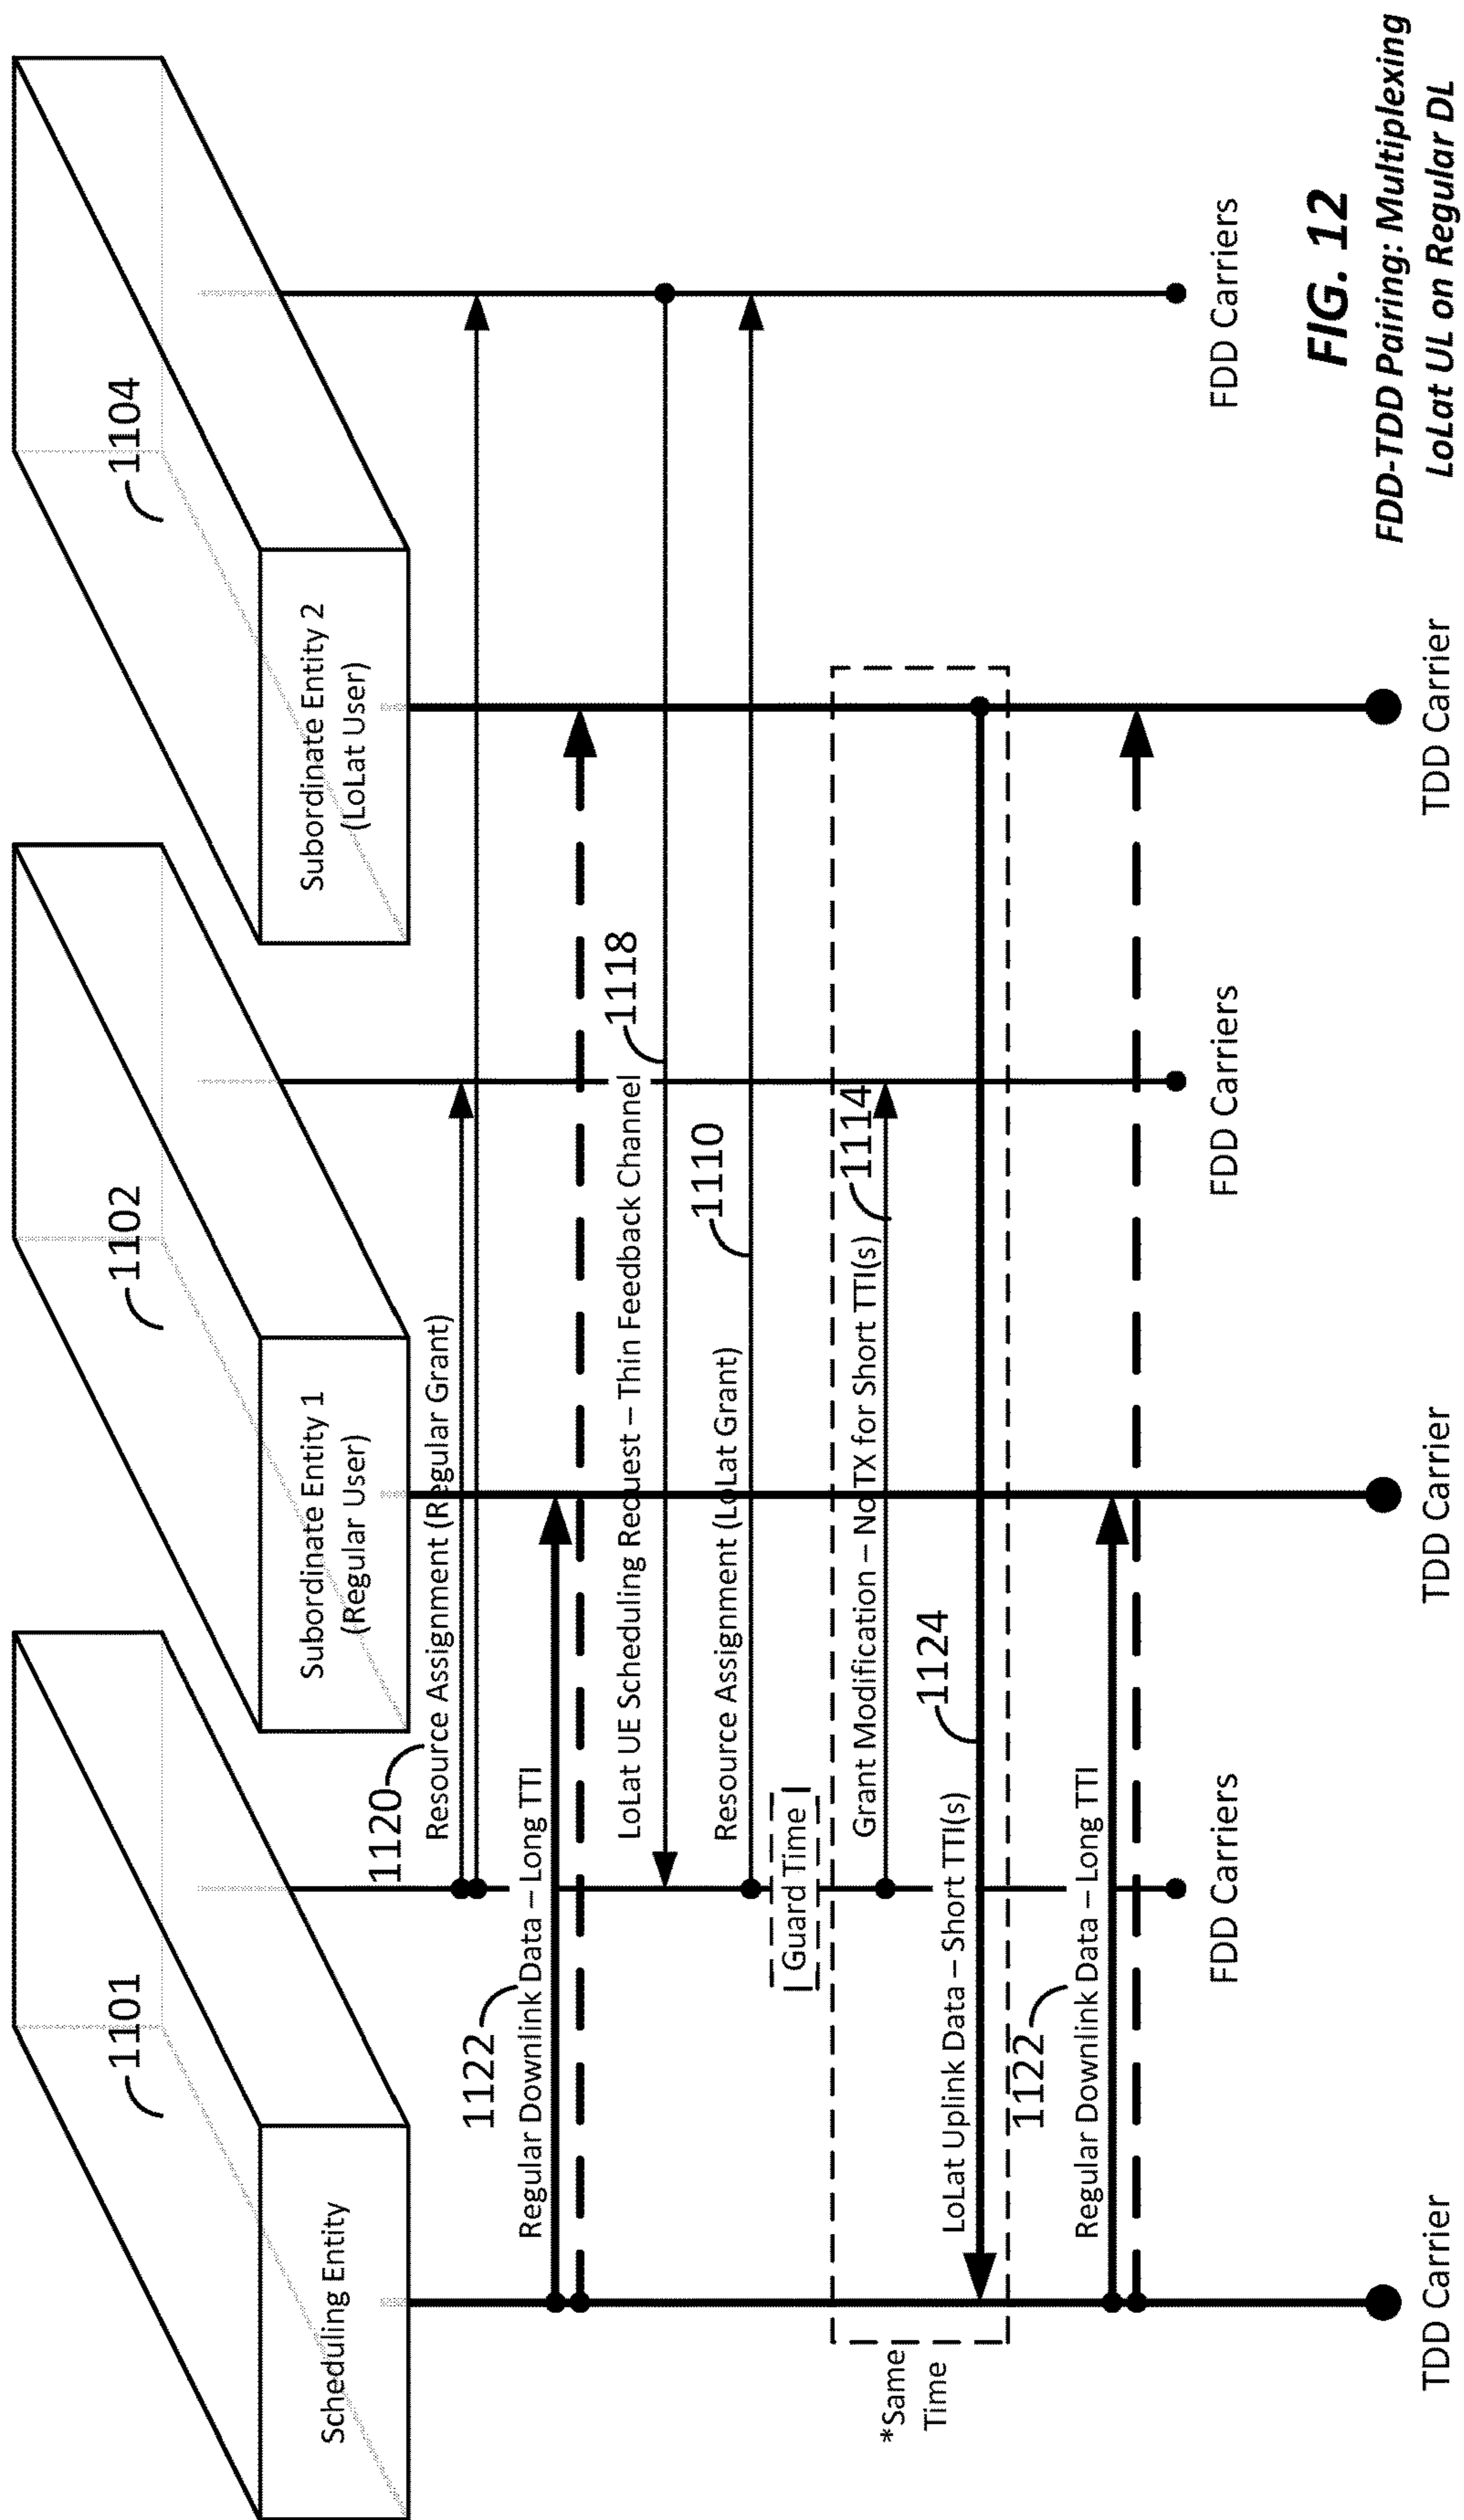 1101
1102
1104
Scheduling Entity
Subordinate Entity 1
(Regular User)
Subordinate Entity 2
(LoLat User)
1120
Resource Assignment (Regular Grant)
1122
Regular Downlink Data – Long TTI
1118
LoLat UE Scheduling Request – Thin Feedback Channel
1110
Resource Assignment (LoLat Grant)
Guard Time
1114
Grant Modification – No TX for Short TTI(s)
*Same
Time
1124
LoLat Uplink Data – Short TTI(s)
1122
Regular Downlink Data – Long TTI
FDD Carriers
FDD Carriers
FDD Carriers
TDD Carrier
TDD Carrier
TDD Carrier
FIG. 12
FDD-TDD Pairing: Multiplexing
LoLat UL on Regular DL